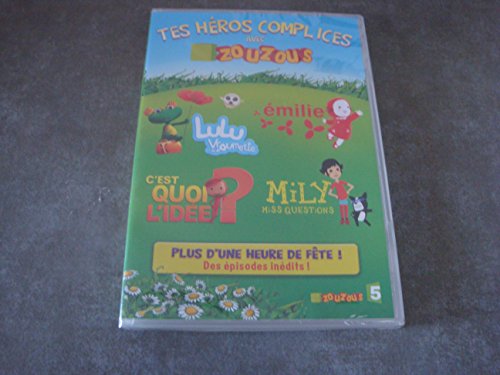 TES HÉROS COMPLICES
AVEC
ZOUZOUS
émilie
LULU
Vroumette
C'EST
QUOI
L'IDÉE ?
MiLY
MISS QUESTIONS
PLUS D'UNE HEURE DE FÊTE !
Des épisodes inédits !
ZOUZOUS 5